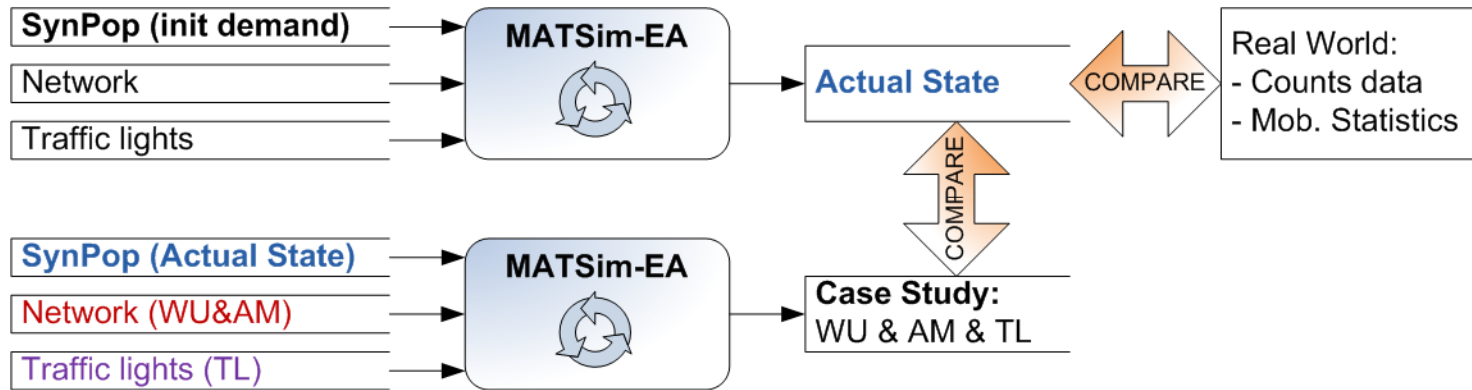 SynPop (init demand)
Network
Traffic lights
MATSim-EA
Actual State
COMPARE
Real World:
- Counts data
- Mob. Statistics
COMPARE
SynPop (Actual State)
Network (WU&AM)
Traffic lights (TL)
MATSim-EA
Case Study:
WU & AM & TL